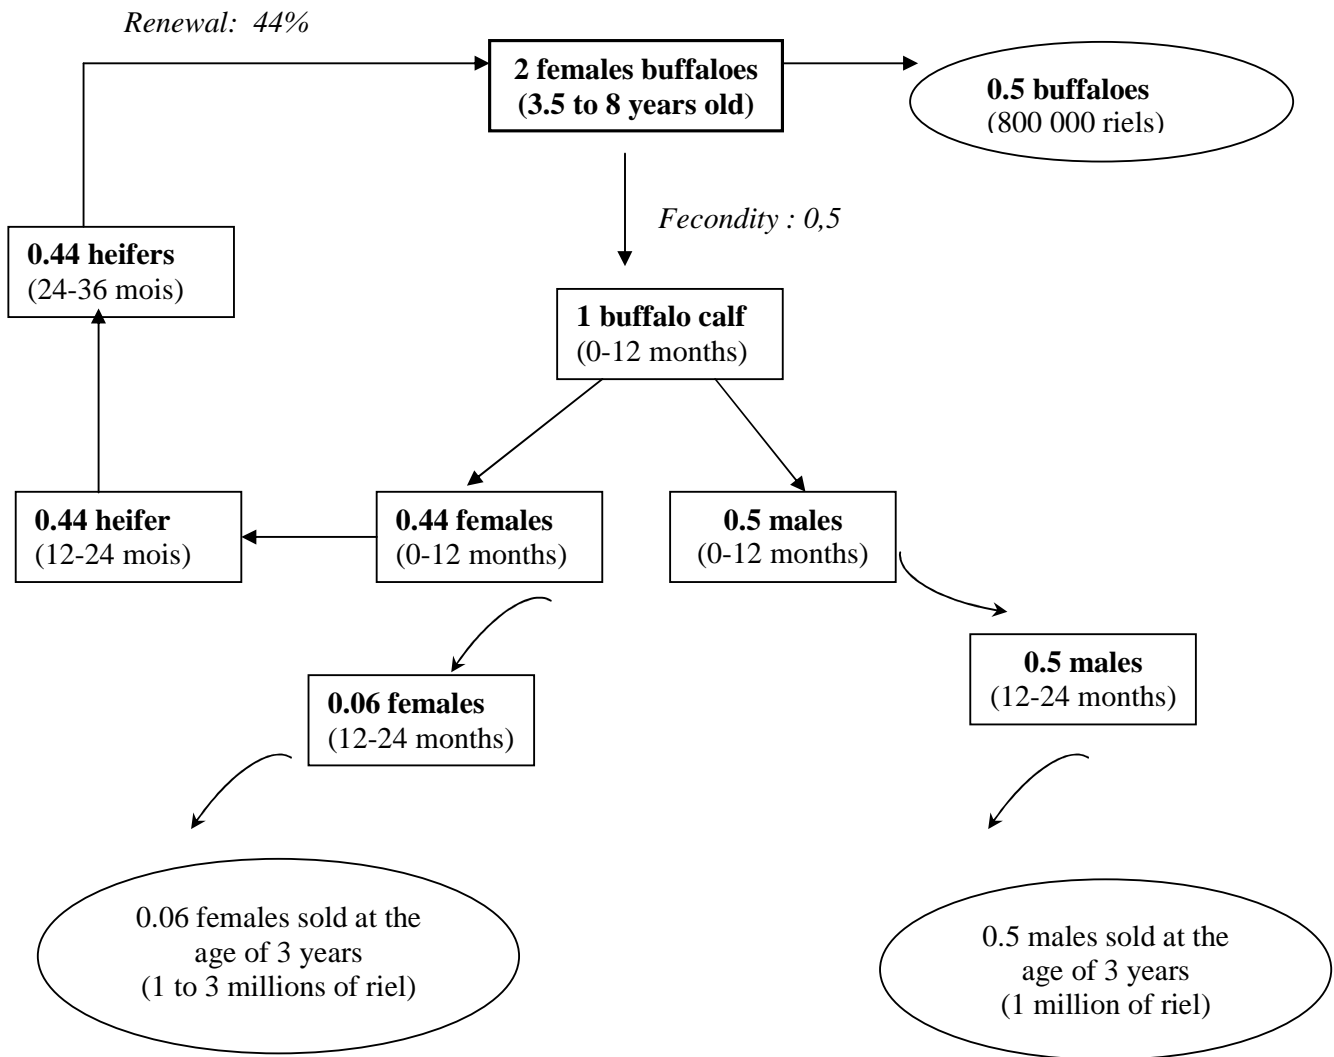 Renewal: 44%
2 females buffaloes
(3.5 to 8 years old)
0.5 buffaloes
(800 000 riels)
Fecondity : 0,5
0.44 heifers
(24-36 mois)
1 buffalo calf
(0-12 months)
0.44 heifer
(12-24 mois)
0.44 females
(0-12 months)
0.5 males
(0-12 months)
0.5 males
(12-24 months)
0.06 females
(12-24 months)
0.06 females sold at the
age of 3 years
(1 to 3 millions of riel)
0.5 males sold at the
age of 3 years
(1 million of riel)